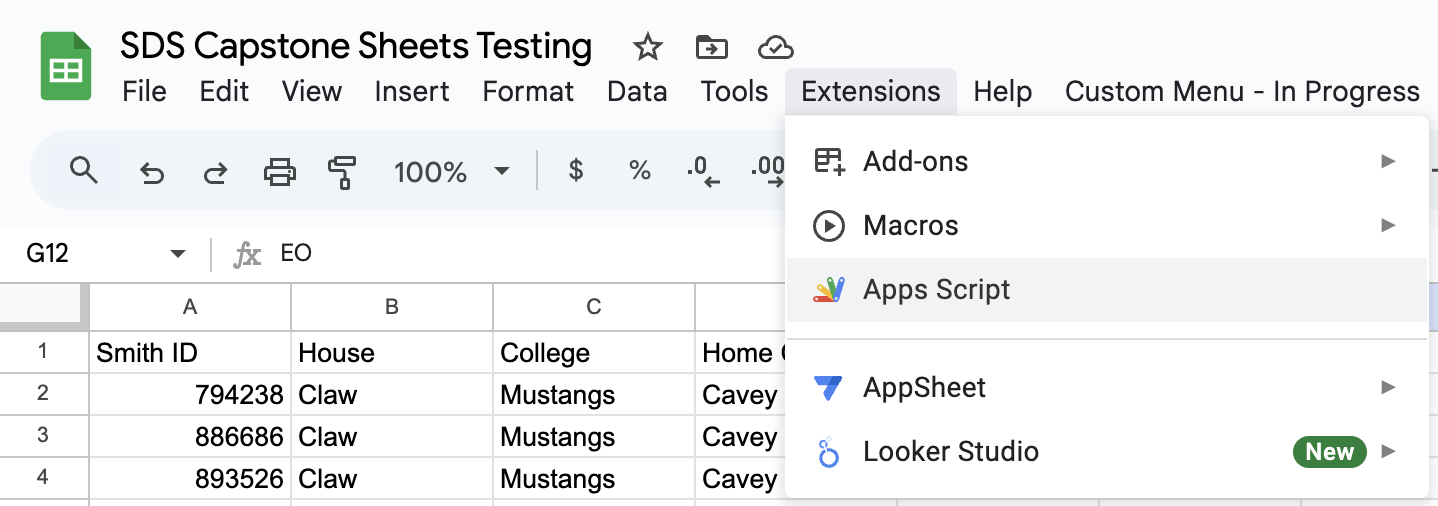 SDS Capstone Sheets Testing
File Edit View Insert Format Data Tools Extensions Help Custom Menu - In Progress
100% $ % .0 .00
Add-ons
Macros
Apps Script
AppSheet
Looker Studio New
G12 fx EO
A B C
1 Smith ID House College Home
2 794238 Claw Mustangs Cavey
3 886686 Claw Mustangs Cavey
4 893526 Claw Mustangs Cavey